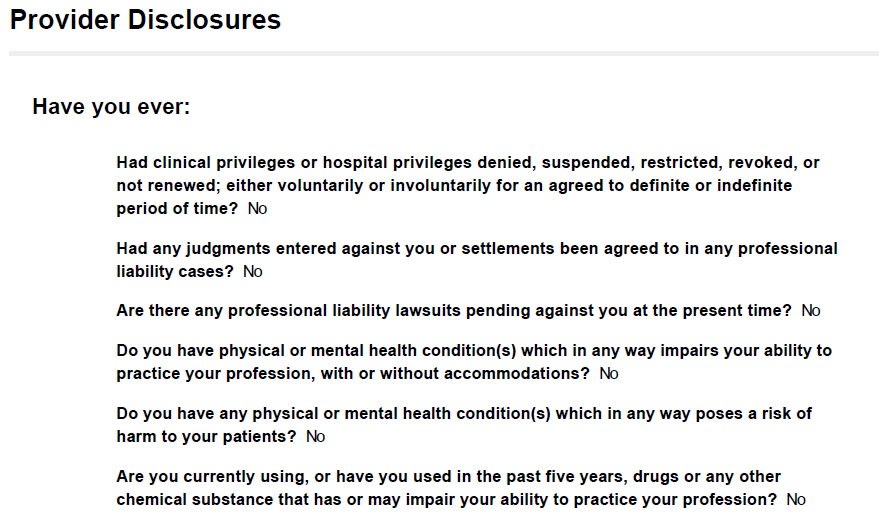 Provider Disclosures
Have you ever:
Had clinical privileges or hospital privileges denied, suspended, restricted, revoked, or
not renewed; either voluntarily or involuntarily for an agreed to definite or indefinite
period of time? No
Had any judgments entered against you or settlements been agreed to in any professional
liability cases? No
Are there any professional liability lawsuits pending against you at the present time? No
Do you have physical or mental health condition(s) which in any way impairs your ability to
practice your profession, with or without accommodations? No
Do you have any physical or mental health condition(s) which in any way poses a risk of
harm to your patients? No
Are you currently using, or have you used in the past five years, drugs or any other
chemical substance that has or may impair your ability to practice your profession? No